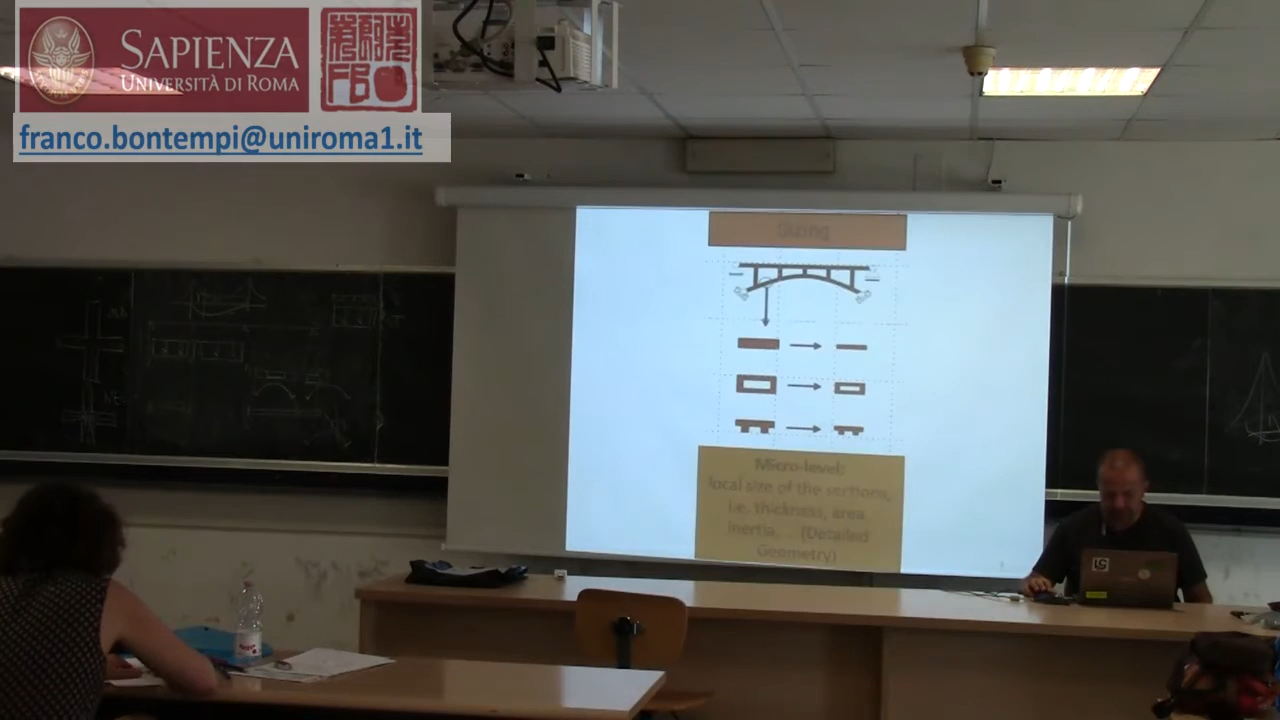 SAPIENZA
UNIVERSITÀ DI ROMA
FBO
franco.bontempi@uniroma1.it
Sizing
Micro-level:
local size of the sections,
i.e. thickness, area
inertia, ... (Detailed
Geometry)